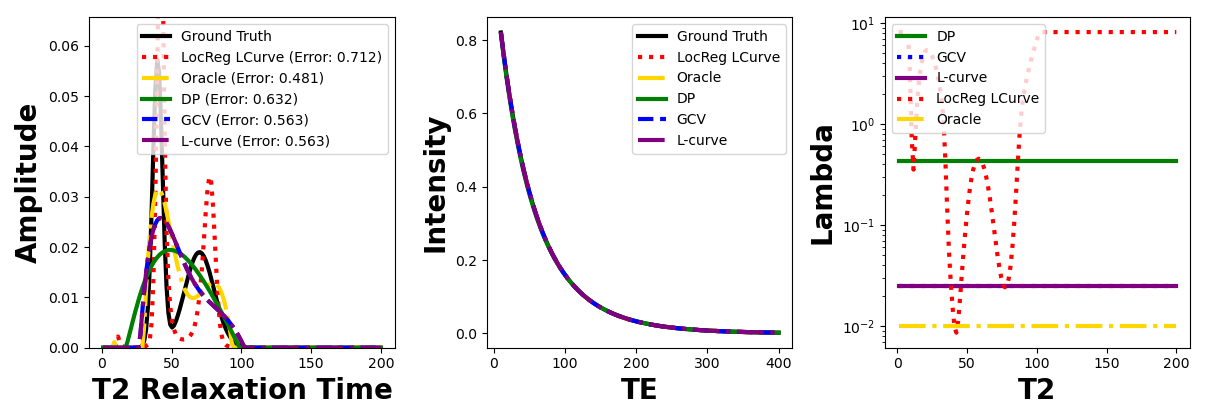 Amplitude
0.06
0.05
0.04
0.03
0.02
0.01
0.00
Ground Truth
LocReg LCurve (Error: 0.712)
Oracle (Error: 0.481)
DP (Error: 0.632)
GCV (Error: 0.563)
L-curve (Error: 0.563)
0 50 100 150 200
T2 Relaxation Time
Intensity
0.8
0.6
0.4
0.2
0.0
Ground Truth
LocReg LCurve
Oracle
DP
GCV
L-curve
0 100 200 300 400
TE
Lambda
10¹
10⁰
10⁻¹
10⁻²
DP
GCV
L-curve
LocReg LCurve
Oracle
0 50 100 150 200
T2